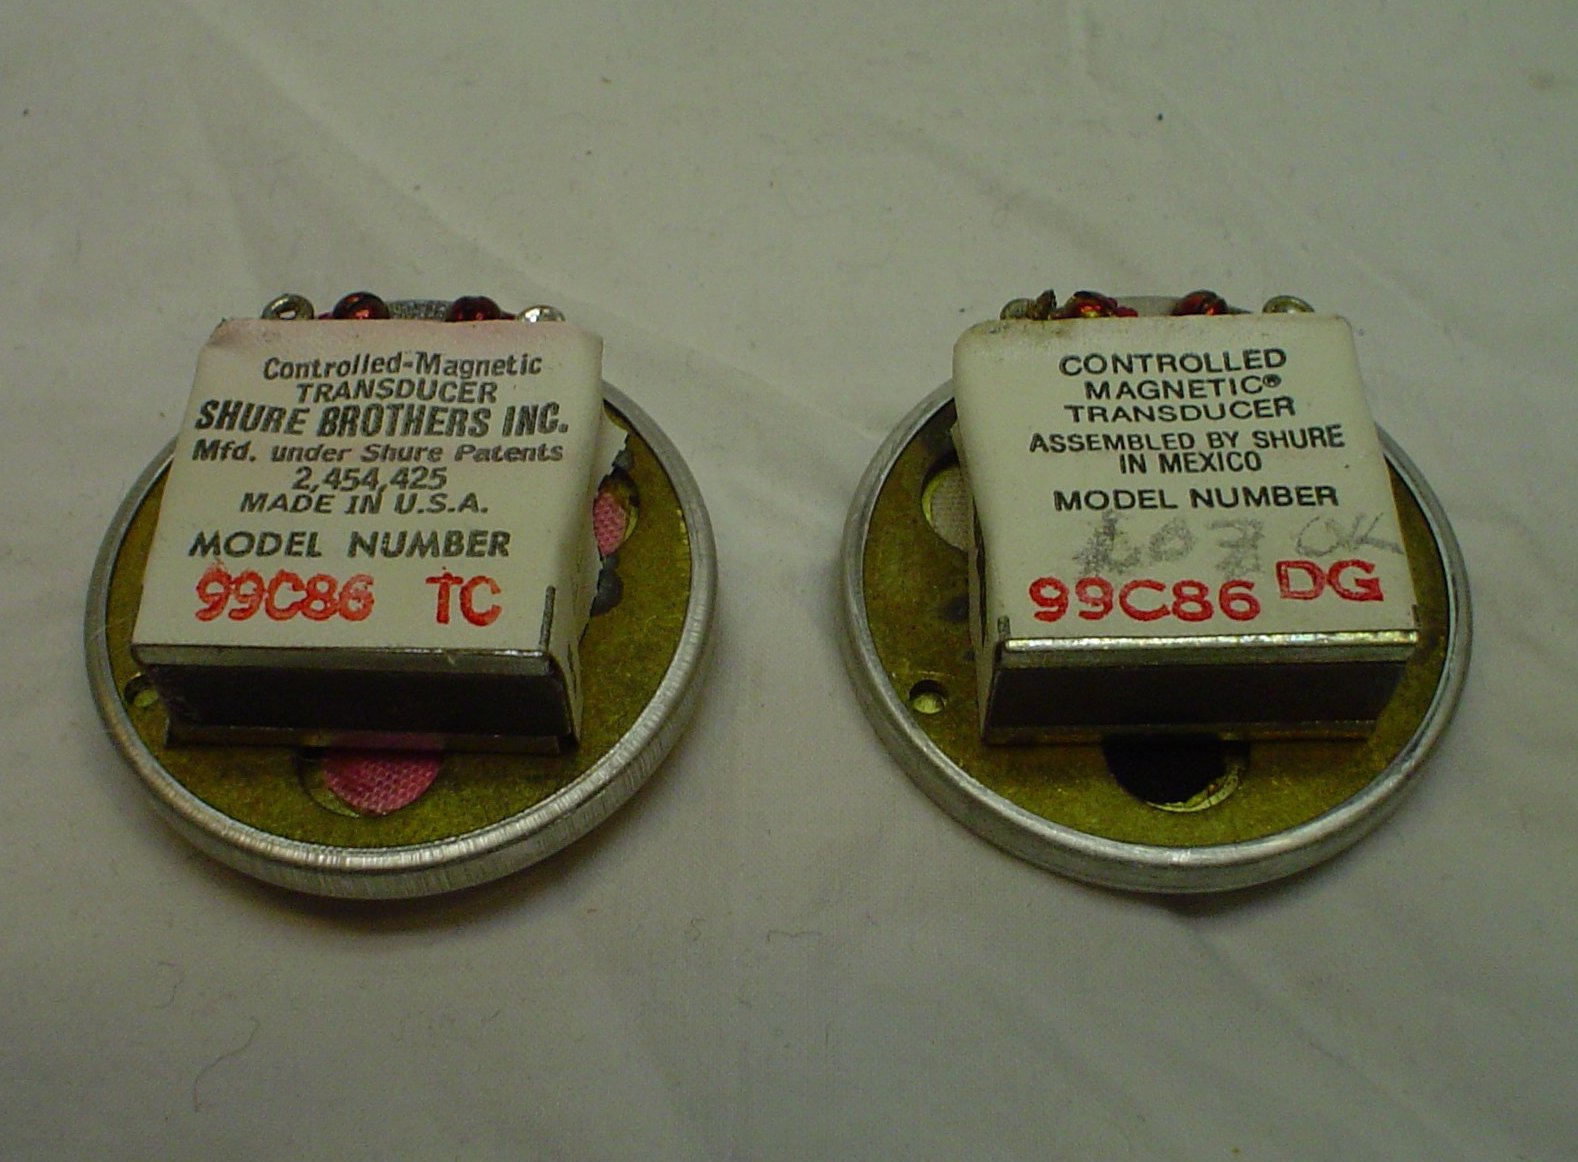 Controlled-Magnetic
TRANSDUCER
SHURE BROTHERS INC.
Mfd. under Shure Patents
2,454,425
MADE IN U.S.A.
MODEL NUMBER
99C86 TC
CONTROLLED
MAGNETIC®
TRANSDUCER
ASSEMBLED BY SHURE
IN MEXICO
MODEL NUMBER
OK
99C86 DG